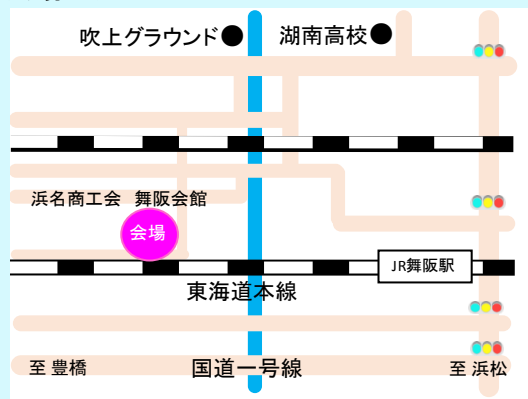 吹上グラウンド●
湖南高校●
浜名商工会 舞阪会館
会場
JR舞阪駅
東海道本線
至 豊橋
国道一号線
至 浜松